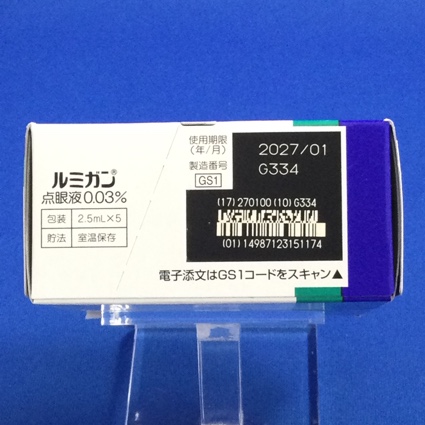 ルミガン®
点眼液0.03%
包装 2.5mL×5
貯法 室温保存
使用期限
(年/月)
2027/01
製造番号
G334
GS1
(17) 270100 (10) G334
(01) 14987123151174
電子添文はGS1コードをスキャン▲